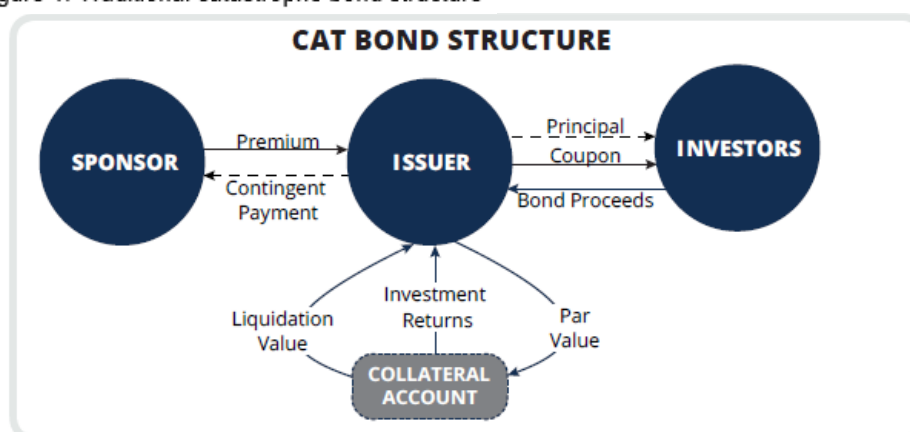 CAT BOND STRUCTURE
SPONSOR
Premium
Contingent
Payment
ISSUER
Principal
Coupon
Bond Proceeds
INVESTORS
Liquidation
Value
Investment
Returns
Par
Value
COLLATERAL
ACCOUNT